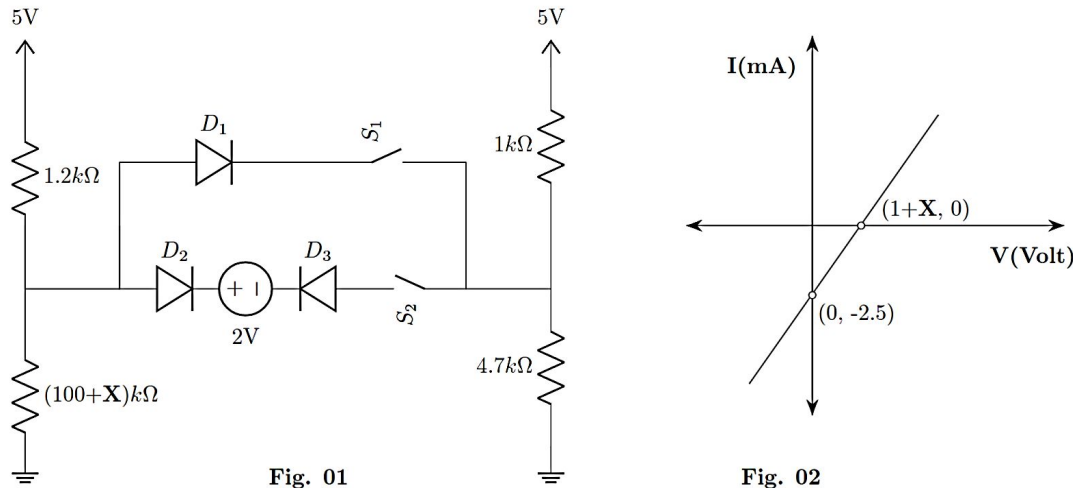 5V
5V
I(mA)
D₁
S₁
1kΩ
1.2kΩ
(1+X, 0)
D₂
D₃
V(Volt)
+ −
S₂
(0, -2.5)
2V
4.7kΩ
(100+X)kΩ
Fig. 01
Fig. 02